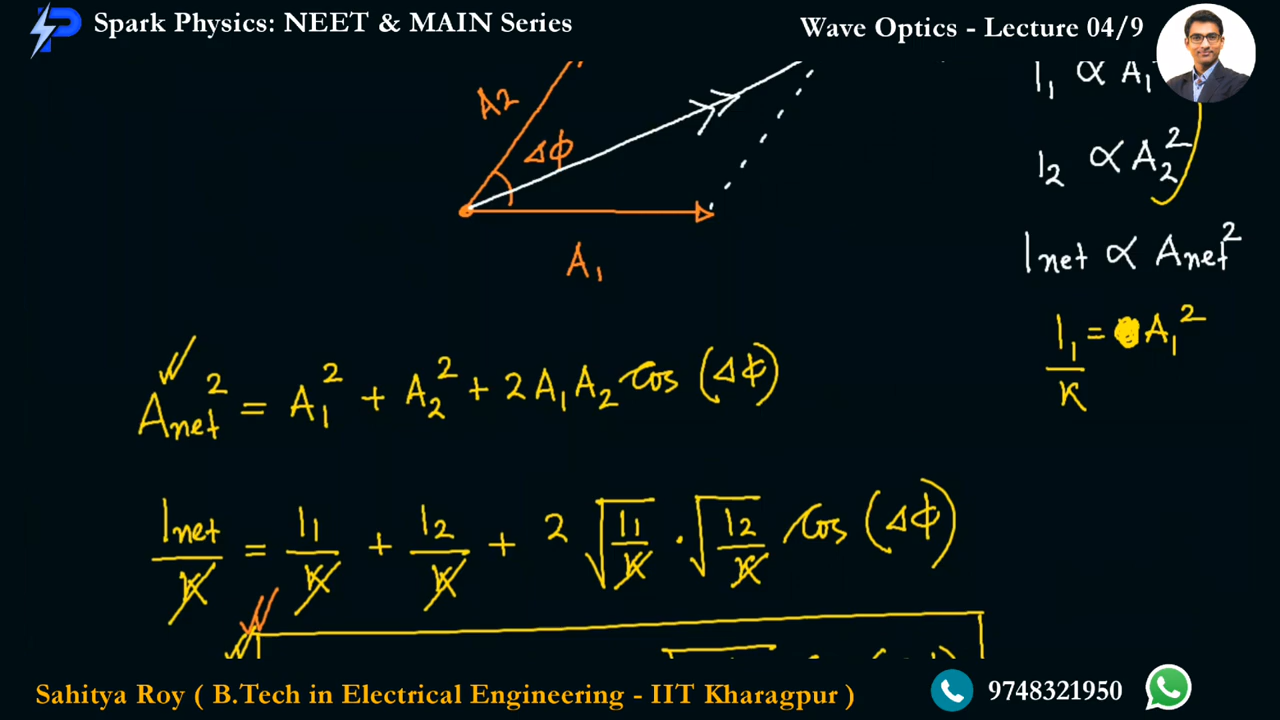 Spark Physics: NEET & MAIN Series
Wave Optics - Lecture 04/9
A2
Δϕ
A₁
I₁ ∝ A₁
I₂ ∝ A₂²
Inet ∝ Anet²
I₁/K = A₁²
Anet² = A₁² + A₂² + 2A₁A₂ Cos (Δϕ)
Inet/K = I₁/K + I₂/K + 2 √(I₁/K) · √(I₂/K) Cos (Δϕ)
Sahitya Roy ( B.Tech in Electrical Engineering - IIT Kharagpur )
9748321950